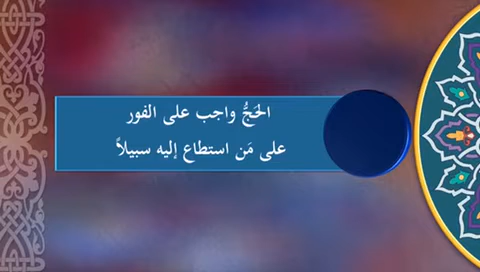 الحَجُّ واجب على الفور
على مَن استطاع إليه سبيلاً